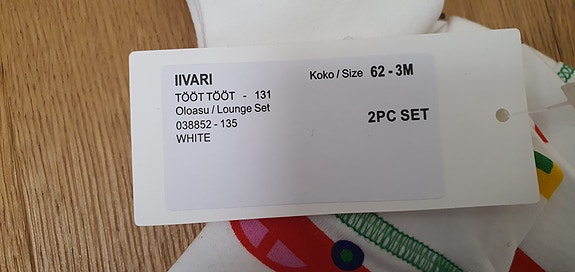 IIVARI
Koko / Size 62 - 3M
TÖÖT TÖÖT - 131
Oloasu / Lounge Set
038852 - 135
2PC SET
WHITE